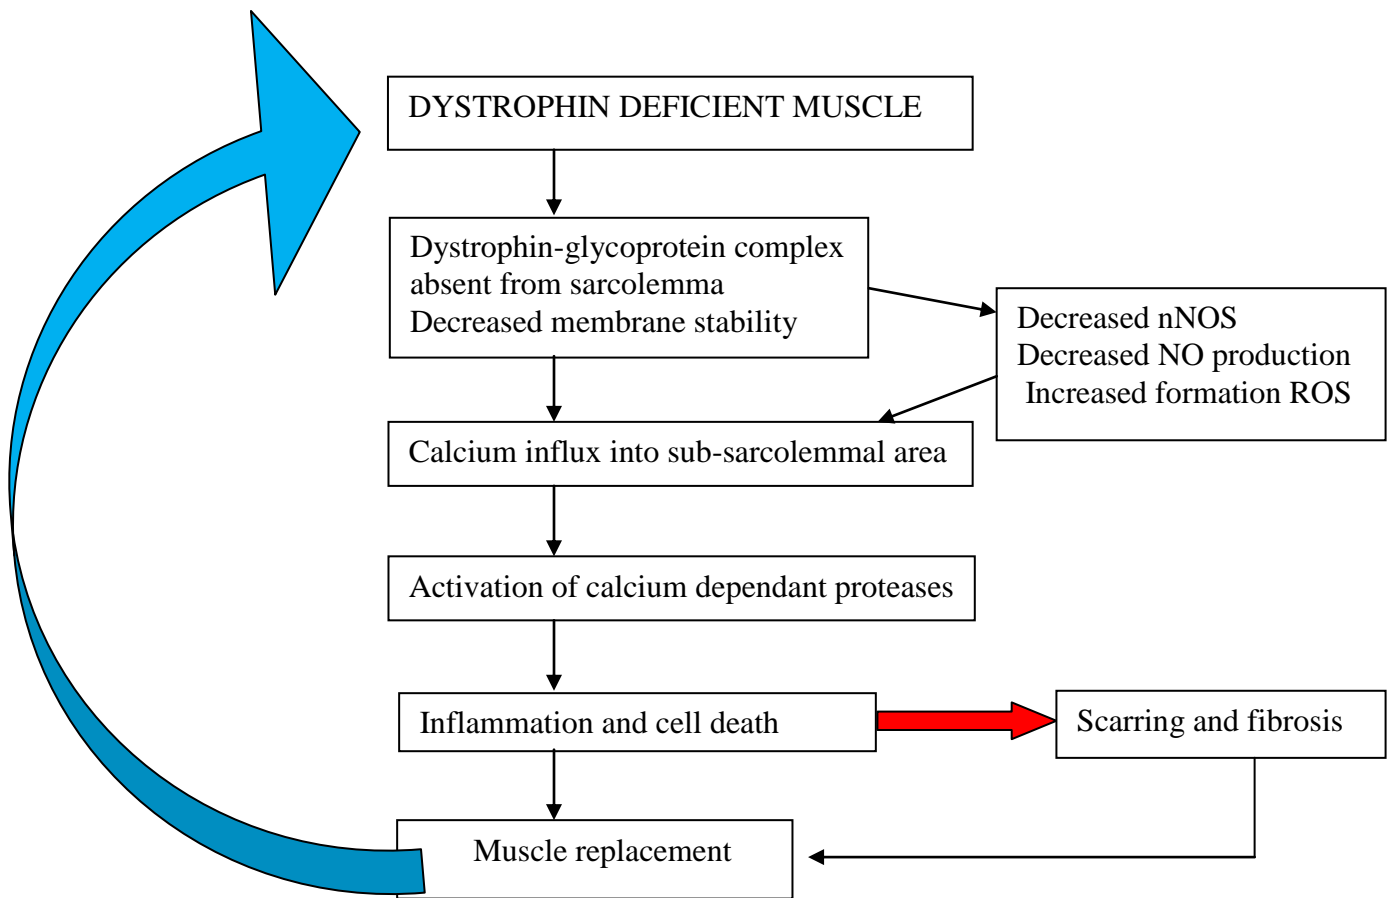 DYSTROPHIN DEFICIENT MUSCLE
Dystrophin-glycoprotein complex
absent from sarcolemma
Decreased membrane stability
Decreased nNOS
Decreased NO production
Increased formation ROS
Calcium influx into sub-sarcolemmal area
Activation of calcium dependant proteases
Inflammation and cell death
Scarring and fibrosis
Muscle replacement